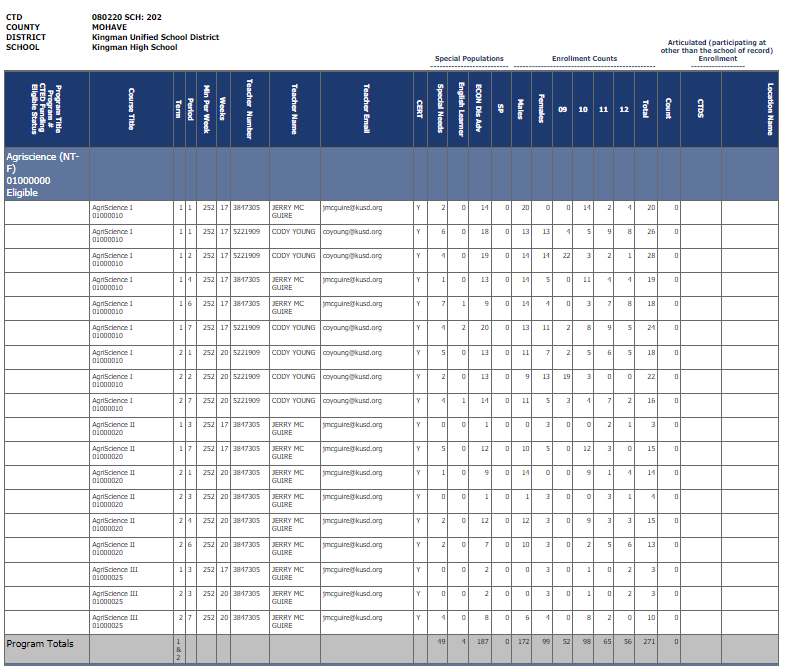 CTD 080220 SCH: 202
COUNTY MOHAVE
DISTRICT Kingman Unified School District
SCHOOL Kingman High School
Special Populations Enrollment Counts Articulated (participating at other than the school of record) Enrollment
Program Title Program # CTED Funding Eligible Status Course Title Term Period Min Per Week Weeks Teacher Number Teacher Name Teacher Email CERT Special Needs English Learner ECON Dis Adv SP Males Females 09 10 11 12 Total Count CTDS Location Name
Agriscience (NT-
F)
01000000
Eligible
AgriScience I 1 1 252 17 3847305 JERRY MC jmcguire@kusd.org Y 2 0 14 0 20 0 0 14 2 4 20 0
01000010 GUIRE
AgriScience I 1 1 252 17 5221909 CODY YOUNG coyoung@kusd.org Y 6 0 18 0 13 13 4 5 9 8 26 0
01000010
AgriScience I 1 2 252 17 5221909 CODY YOUNG coyoung@kusd.org Y 4 0 19 0 14 14 22 3 2 1 28 0
01000010
AgriScience I 1 4 252 17 3847305 JERRY MC jmcguire@kusd.org Y 1 0 13 0 14 5 0 11 4 4 19 0
01000010 GUIRE
AgriScience I 1 6 252 17 3847305 JERRY MC jmcguire@kusd.org Y 7 1 9 0 14 4 0 3 7 8 18 0
01000010 GUIRE
AgriScience I 1 7 252 17 5221909 CODY YOUNG coyoung@kusd.org Y 4 2 20 0 13 11 2 8 9 5 24 0
01000010
AgriScience I 2 1 252 20 5221909 CODY YOUNG coyoung@kusd.org Y 5 0 13 0 11 7 2 5 6 5 18 0
01000010
AgriScience I 2 2 252 20 5221909 CODY YOUNG coyoung@kusd.org Y 2 0 13 0 9 13 19 3 0 0 22 0
01000010
AgriScience I 2 7 252 20 5221909 CODY YOUNG coyoung@kusd.org Y 4 1 14 0 11 5 3 4 7 2 16 0
01000010
AgriScience II 1 3 252 17 3847305 JERRY MC jmcguire@kusd.org Y 0 0 1 0 0 3 0 0 2 1 3 0
01000020 GUIRE
AgriScience II 1 7 252 17 3847305 JERRY MC jmcguire@kusd.org Y 5 0 12 0 10 5 0 12 3 0 15 0
01000020 GUIRE
AgriScience II 2 1 252 20 3847305 JERRY MC jmcguire@kusd.org Y 1 0 9 0 14 0 0 9 1 4 14 0
01000020 GUIRE
AgriScience II 2 3 252 20 3847305 JERRY MC jmcguire@kusd.org Y 0 0 1 0 1 3 0 0 3 1 4 0
01000020 GUIRE
AgriScience II 2 4 252 20 3847305 JERRY MC jmcguire@kusd.org Y 2 0 12 0 12 3 0 9 3 3 15 0
01000020 GUIRE
AgriScience II 2 6 252 20 3847305 JERRY MC jmcguire@kusd.org Y 2 0 7 0 10 3 0 2 5 6 13 0
01000020 GUIRE
AgriScience III 1 3 252 17 3847305 JERRY MC jmcguire@kusd.org Y 0 0 2 0 0 3 0 1 0 2 3 0
01000025 GUIRE
AgriScience III 2 3 252 20 3847305 JERRY MC jmcguire@kusd.org Y 0 0 2 0 0 3 0 1 0 2 3 0
01000025 GUIRE
AgriScience III 2 7 252 20 3847305 JERRY MC jmcguire@kusd.org Y 4 0 8 0 6 4 0 8 2 0 10 0
01000025 GUIRE
Program Totals 1 & 2 49 4 187 0 172 99 52 98 65 56 271 0